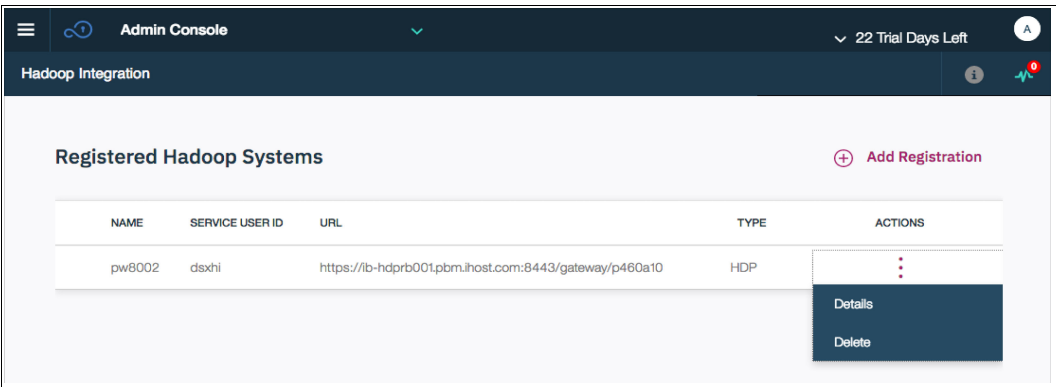 Admin Console
22 Trial Days Left
A
Hadoop Integration
0
Registered Hadoop Systems
Add Registration
NAME SERVICE USER ID URL TYPE ACTIONS
pw8002 dsxhi https://ib-hdprb001.pbm.ihost.com:8443/gateway/p460a10 HDP
Details
Delete